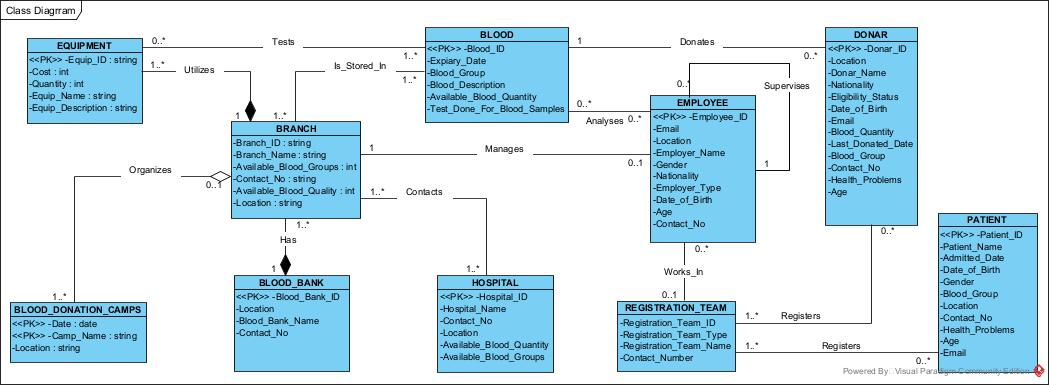 Class Diagrram
EQUIPMENT
<<PK>> -Equip_ID : string
-Cost : int
-Quantity : int
-Equip_Name : string
-Equip_Description : string
0..*
Tests
1..*
1..*
Utilizes
1
Is_Stored_In
1..*
1..*
BLOOD
<<PK>> -Blood_ID
-Expiary_Date
-Blood_Group
-Blood_Description
-Available_Blood_Quantity
-Test_Done_For_Blood_Samples
1
Donates
0..*
DONAR
<<PK>> -Donar_ID
-Location
-Donar_Name
-Nationality
-Eligibility_Status
-Date_of_Birth
-Email
-Blood_Quantity
-Last_Donated_Date
-Blood_Group
-Contact_No
-Health_Problems
-Age
0..*
Analyses
0..*
0..*
Supervises
1
EMPLOYEE
<<PK>> -Employee_ID
-Email
-Location
-Employer_Name
-Gender
-Nationality
-Employer_Type
-Date_of_Birth
-Age
-Contact_No
BRANCH
-Branch_ID : string
-Branch_Name : string
-Available_Blood_Groups : int
-Contact_No : string
-Available_Blood_Quality : int
-Location : string
1
Manages
0..1
Organizes
0..1
1..*
1..*
Contacts
1..*
1..*
Has
1
BLOOD_DONATION_CAMPS
<<PK>> -Date : date
<<PK>> -Camp_Name : string
-Location : string
BLOOD_BANK
<<PK>> -Blood_Bank_ID
-Location
-Blood_Bank_Name
-Contact_No
HOSPITAL
<<PK>> -Hospital_ID
-Hospital_Name
-Contact_No
-Location
-Available_Blood_Quantity
-Available_Blood_Groups
0..*
Works_In
0..1
REGISTRATION_TEAM
-Registration_Team_ID
-Registration_Team_Type
-Registration_Team_Name
-Contact_Number
0..*
1..*
Registers
1..*
Registers
0..*
PATIENT
<<PK>> -Patient_ID
-Patient_Name
-Admitted_Date
-Date_of_Birth
-Gender
-Blood_Group
-Location
-Contact_No
-Health_Problems
-Age
-Email
Powered By Visual Paradigm Community Edition